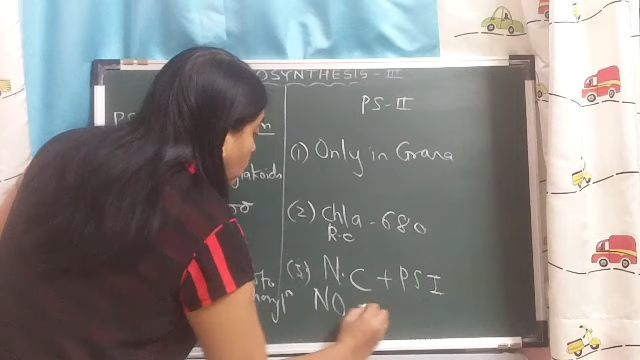 OSYNTHESIS - III
PS-II
(1) Only in Grana
(2) Chl a - 680
R.C
(3) N.C + PS I
NO